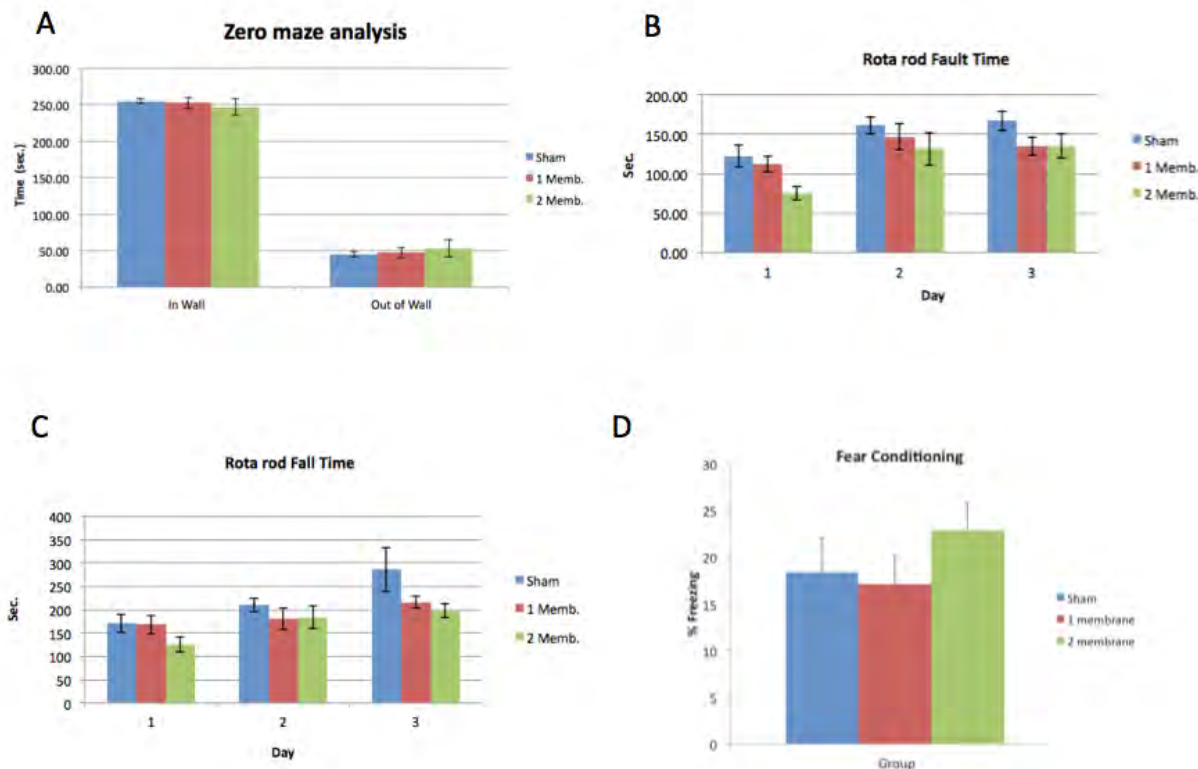 A
Zero maze analysis
300.00
250.00
200.00
150.00
100.00
50.00
0.00
Time (sec.)
In Wall
Out of Wall
Sham
1 Memb.
2 Memb.
B
Rota rod Fault Time
200.00
150.00
100.00
50.00
0.00
Sec.
1
2
3
Day
Sham
1 Memb.
2 Memb.
C
Rota rod Fall Time
400
350
300
250
200
150
100
50
0
Sec.
1
2
3
Day
Sham
1 Memb.
2 Memb.
D
Fear Conditioning
30
25
20
15
10
5
0
% Freezing
Group
Sham
1 membrane
2 membrane